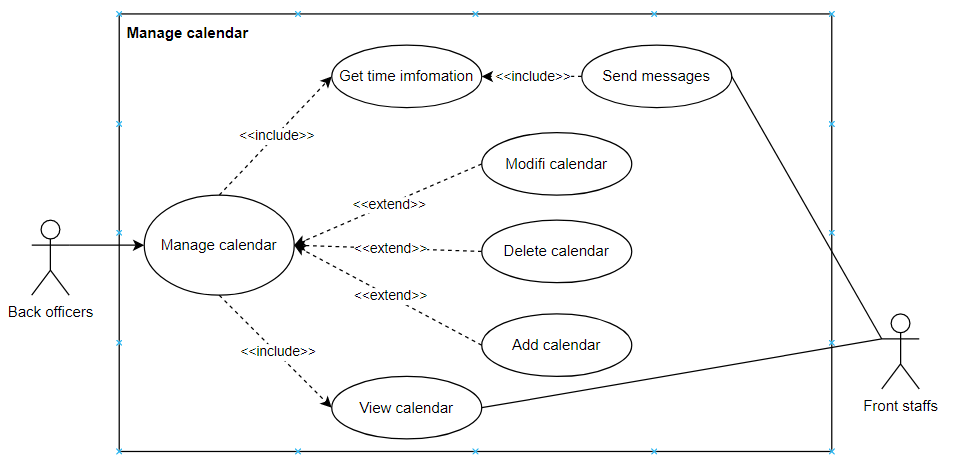 Manage calendar
Get time imfomation
<<include>>
Send messages
<<include>>
Modifi calendar
<<extend>>
Manage calendar
<<extend>>
Delete calendar
<<extend>>
Back officers
Add calendar
<<include>>
View calendar
Front staffs